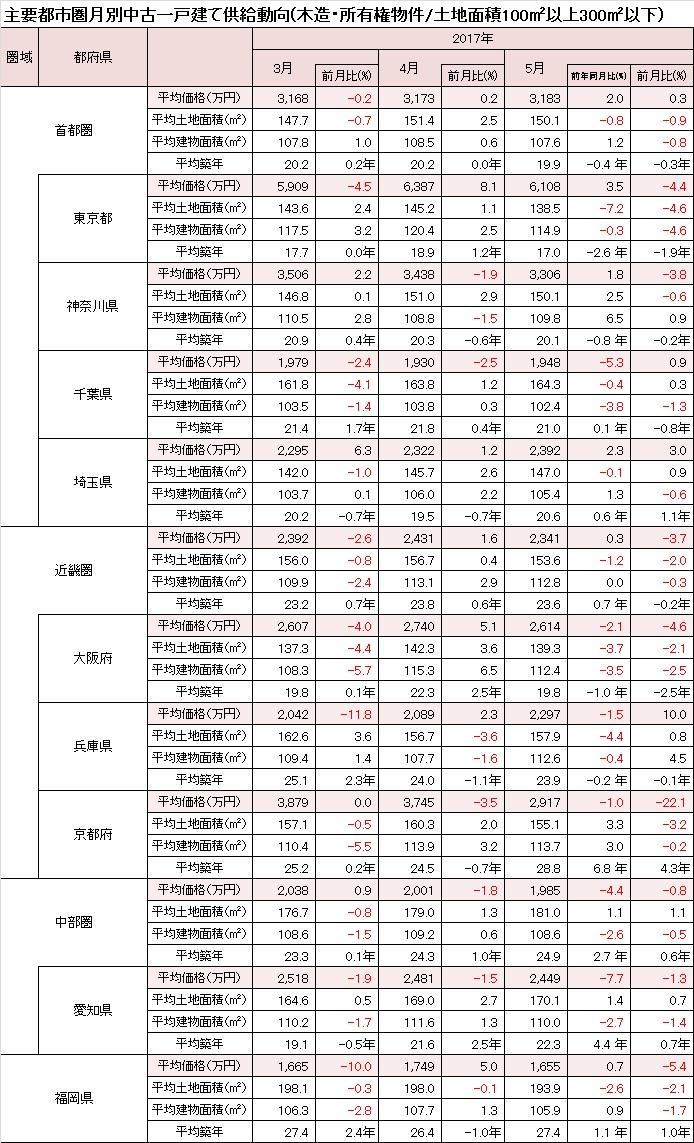 主要都市圏月別中古一戸建て供給動向(木造・所有権物件/土地面積100㎡以上300㎡以下)
圏域 都府県 2017年
3月 前月比(%) 4月 前月比(%) 5月 前年同月比(%) 前月比(%)
首都圏
平均価格(万円) 3,168 -0.2 3,173 0.2 3,183 2.0 0.3
平均土地面積(㎡) 147.7 -0.7 151.4 2.5 150.1 -0.8 -0.9
平均建物面積(㎡) 107.8 1.0 108.5 0.6 107.6 1.2 -0.8
平均築年 20.2 0.2年 20.2 0.0年 19.9 -0.4 年 -0.3年
東京都
平均価格(万円) 5,909 -4.5 6,387 8.1 6,108 3.5 -4.4
平均土地面積(㎡) 143.6 2.4 145.2 1.1 138.5 -7.2 -4.6
平均建物面積(㎡) 117.5 3.2 120.4 2.5 114.9 -0.3 -4.6
平均築年 17.7 0.0年 18.9 1.2年 17.0 -2.6 年 -1.9年
神奈川県
平均価格(万円) 3,506 2.2 3,438 -1.9 3,306 1.8 -3.8
平均土地面積(㎡) 146.8 0.1 151.0 2.9 150.1 2.5 -0.6
平均建物面積(㎡) 110.5 2.8 108.8 -1.5 109.8 6.5 0.9
平均築年 20.9 0.4年 20.3 -0.6年 20.1 -0.8 年 -0.2年
千葉県
平均価格(万円) 1,979 -2.4 1,930 -2.5 1,948 -5.3 0.9
平均土地面積(㎡) 161.8 -4.1 163.8 1.2 164.3 -0.4 0.3
平均建物面積(㎡) 103.5 -1.4 103.8 0.3 102.4 -3.8 -1.3
平均築年 21.4 1.7年 21.8 0.4年 21.0 0.1 年 -0.8年
埼玉県
平均価格(万円) 2,295 6.3 2,322 1.2 2,392 2.3 3.0
平均土地面積(㎡) 142.0 -1.0 145.7 2.6 147.0 -0.1 0.9
平均建物面積(㎡) 103.7 0.1 106.0 2.2 105.4 1.3 -0.6
平均築年 20.2 -0.7年 19.5 -0.7年 20.6 0.6 年 1.1年
近畿圏
平均価格(万円) 2,392 -2.6 2,431 1.6 2,341 0.3 -3.7
平均土地面積(㎡) 156.0 -0.8 156.7 0.4 153.6 -1.2 -2.0
平均建物面積(㎡) 109.9 -2.4 113.1 2.9 112.8 0.0 -0.3
平均築年 23.2 0.7年 23.8 0.6年 23.6 0.7 年 -0.2年
大阪府
平均価格(万円) 2,607 -4.0 2,740 5.1 2,614 -2.1 -4.6
平均土地面積(㎡) 137.3 -4.4 142.3 3.6 139.3 -3.7 -2.1
平均建物面積(㎡) 108.3 -5.7 115.3 6.5 112.4 -3.5 -2.5
平均築年 19.8 0.1年 22.3 2.5年 19.8 -1.0 年 -2.5年
兵庫県
平均価格(万円) 2,042 -11.8 2,089 2.3 2,297 -1.5 10.0
平均土地面積(㎡) 162.6 3.6 156.7 -3.6 157.9 -4.4 0.8
平均建物面積(㎡) 109.4 1.4 107.7 -1.6 112.6 -0.4 4.5
平均築年 25.1 2.3年 24.0 -1.1年 23.9 -0.2 年 -0.1年
京都府
平均価格(万円) 3,879 0.0 3,745 -3.5 2,917 -1.0 -22.1
平均土地面積(㎡) 157.1 -0.5 160.3 2.0 155.1 3.3 -3.2
平均建物面積(㎡) 110.4 -5.5 113.9 3.2 113.7 3.0 -0.2
平均築年 25.2 0.2年 24.5 -0.7年 28.8 6.8 年 4.3年
中部圏
平均価格(万円) 2,038 0.9 2,001 -1.8 1,985 -4.4 -0.8
平均土地面積(㎡) 176.7 -0.8 179.0 1.3 181.0 1.1 1.1
平均建物面積(㎡) 108.6 -1.5 109.2 0.6 108.6 -2.6 -0.5
平均築年 23.3 0.1年 24.3 1.0年 24.9 2.7 年 0.6年
愛知県
平均価格(万円) 2,518 -1.9 2,481 -1.5 2,449 -7.7 -1.3
平均土地面積(㎡) 164.6 0.5 169.0 2.7 170.1 1.4 0.7
平均建物面積(㎡) 110.2 -1.7 111.6 1.3 110.0 -2.7 -1.4
平均築年 19.1 -0.5年 21.6 2.5年 22.3 4.4 年 0.7年
福岡県
平均価格(万円) 1,665 -10.0 1,749 5.0 1,655 0.7 -5.4
平均土地面積(㎡) 198.1 -0.3 198.0 -0.1 193.9 -2.6 -2.1
平均建物面積(㎡) 106.3 -2.8 107.7 1.3 105.9 0.9 -1.7
平均築年 27.4 2.4年 26.4 -1.0年 27.4 1.1 年 1.0年